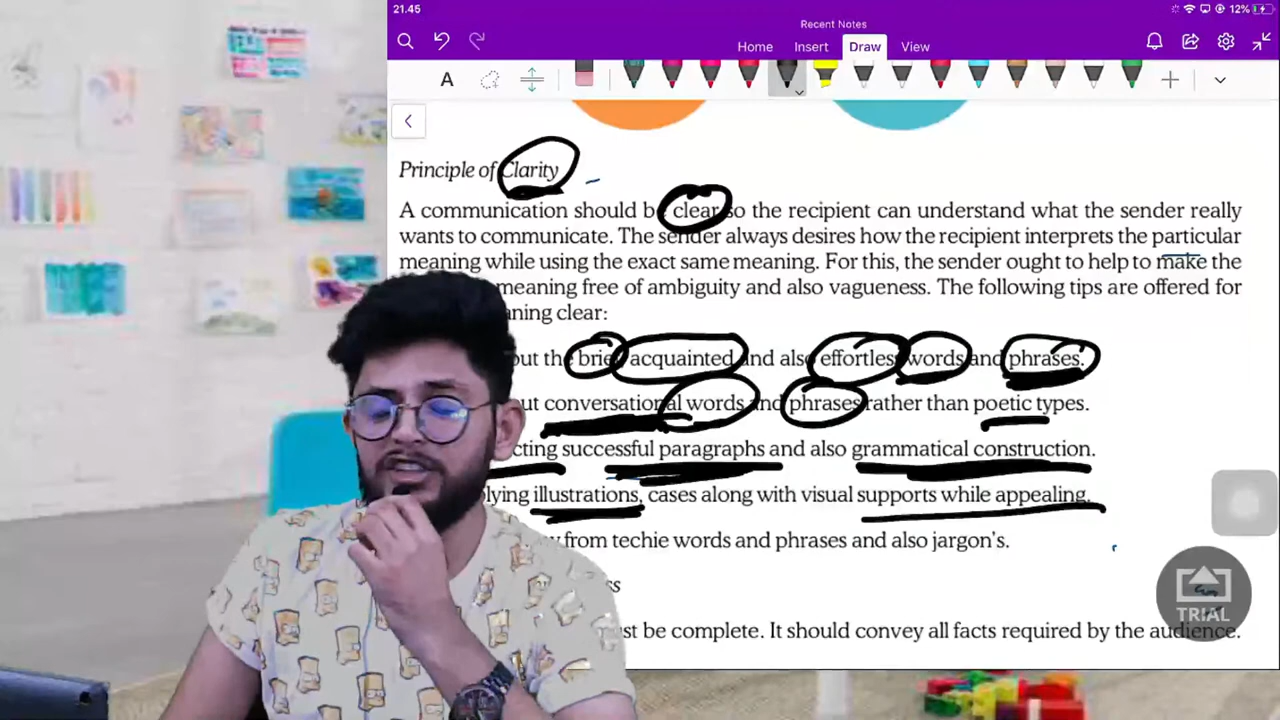 21.45
12%
Recent Notes
Home Insert Draw View
A
Principle of Clarity
A communication should be clear so the recipient can understand what the sender really
wants to communicate. The sender always desires how the recipient interprets the particular
meaning while using the exact same meaning. For this, the sender ought to help to make the
meaning free of ambiguity and also vagueness. The following tips are offered for
clear:
the brief acquainted and also effortless words and phrases.
conversational words and phrases rather than poetic types.
successful paragraphs and also grammatical construction.
illustrations, cases along with visual supports while appealing.
from techie words and phrases and also jargon's.
be complete. It should convey all facts required by the audience.
TRIAL